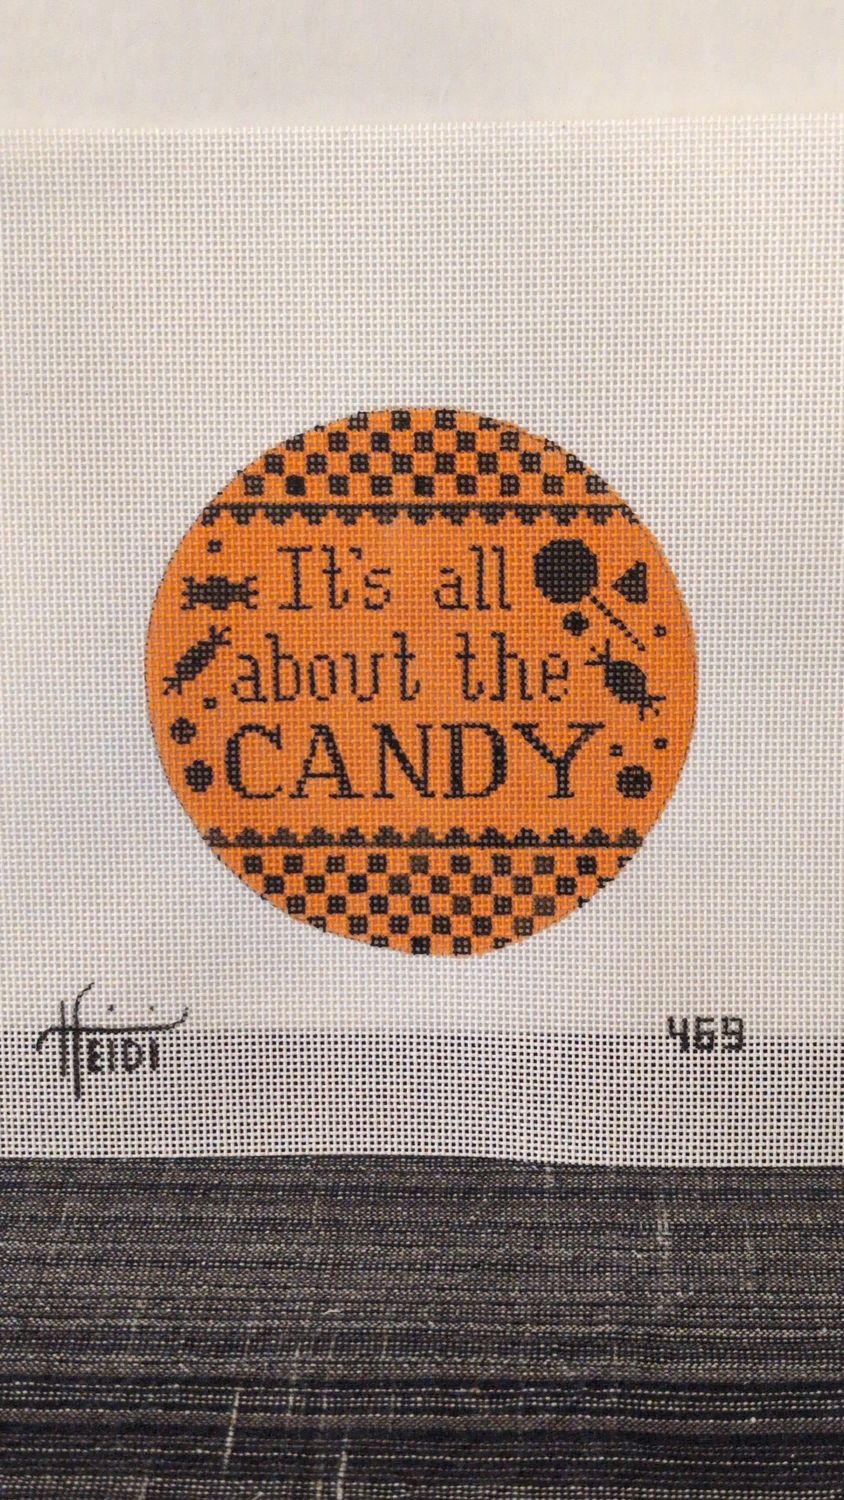 It's all
about the
CANDY
HEIDI
469